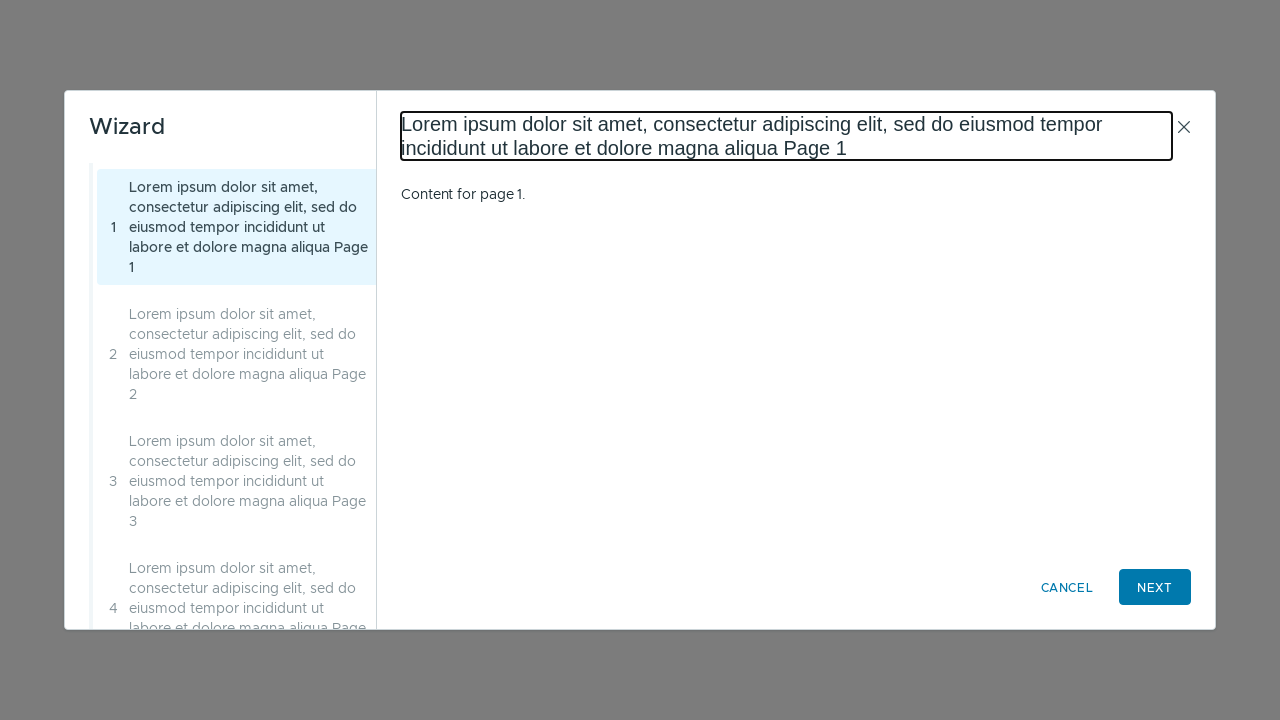 Wizard
1
Lorem ipsum dolor sit amet,
consectetur adipiscing elit, sed do
eiusmod tempor incididunt ut
labore et dolore magna aliqua Page
1
2
Lorem ipsum dolor sit amet,
consectetur adipiscing elit, sed do
eiusmod tempor incididunt ut
labore et dolore magna aliqua Page
2
3
Lorem ipsum dolor sit amet,
consectetur adipiscing elit, sed do
eiusmod tempor incididunt ut
labore et dolore magna aliqua Page
3
4
Lorem ipsum dolor sit amet,
consectetur adipiscing elit, sed do
eiusmod tempor incididunt ut
labore et dolore magna aliqua Page
Lorem ipsum dolor sit amet, consectetur adipiscing elit, sed do eiusmod tempor
incididunt ut labore et dolore magna aliqua Page 1
Content for page 1.
CANCEL
NEXT